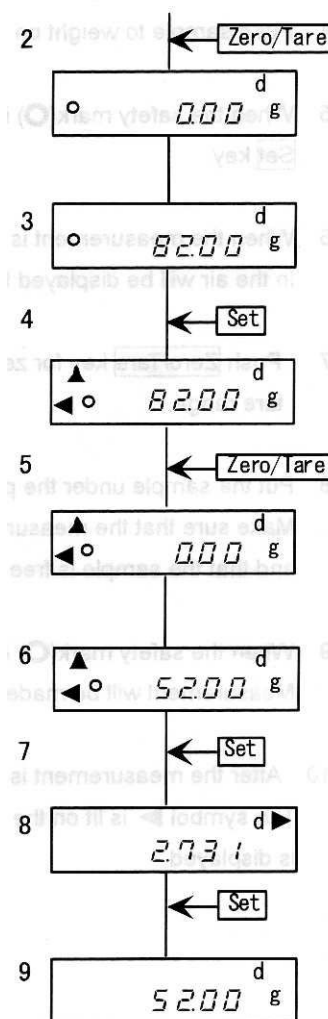 2
Zero/Tare
d
0.00 g
3
d
82.00 g
4
Set
d
82.00 g
5
Zero/Tare
d
0.00 g
6
d
52.00 g
7
Set
8
d
2.731
Set
9
d
52.00 g